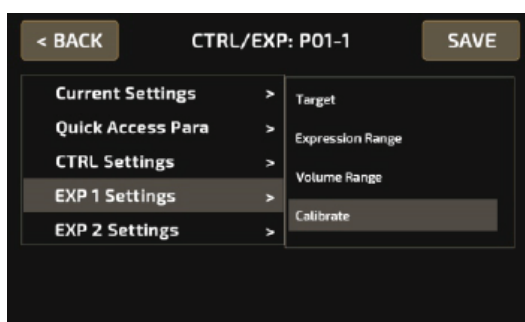 < BACK
CTRL/EXP: P01-1
SAVE
Current Settings >
Quick Access Para >
CTRL Settings >
EXP 1 Settings >
EXP 2 Settings >
Target
Expression Range
Volume Range
Calibrate